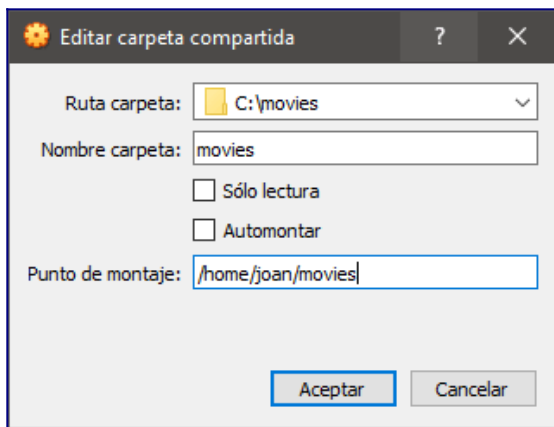 Editar carpeta compartida ? ×
Ruta carpeta: C:\movies
Nombre carpeta: movies
Sólo lectura
Automontar
Punto de montaje: /home/joan/movies
Aceptar Cancelar